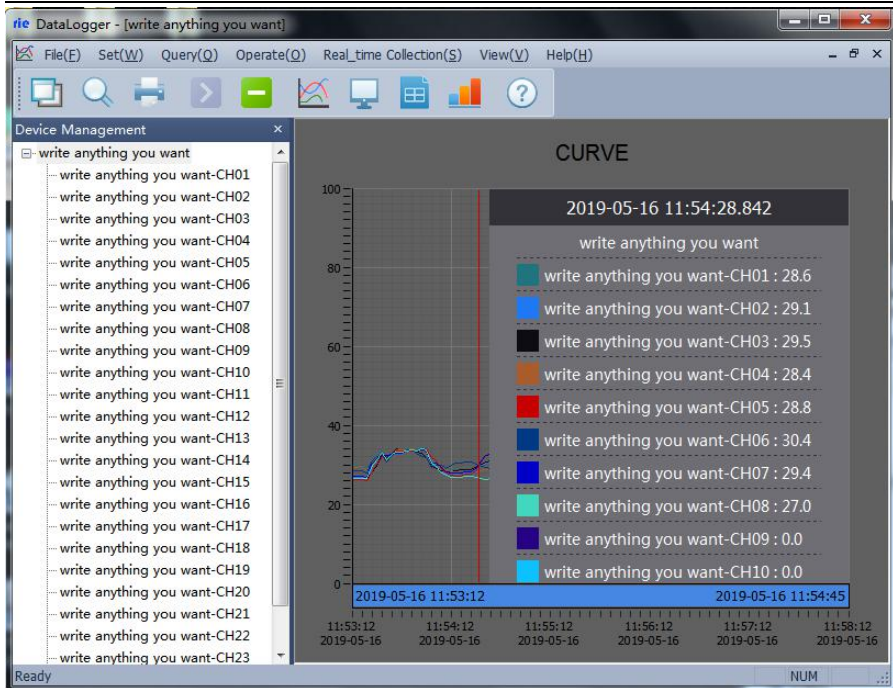 rie DataLogger - [write anything you want]
File(F) Set(W) Query(Q) Operate(O) Real_time Collection(S) View(V) Help(H)
Device Management
write anything you want
write anything you want-CH01
write anything you want-CH02
write anything you want-CH03
write anything you want-CH04
write anything you want-CH05
write anything you want-CH06
write anything you want-CH07
write anything you want-CH08
write anything you want-CH09
write anything you want-CH10
write anything you want-CH11
write anything you want-CH12
write anything you want-CH13
write anything you want-CH14
write anything you want-CH15
write anything you want-CH16
write anything you want-CH17
write anything you want-CH18
write anything you want-CH19
write anything you want-CH20
write anything you want-CH21
write anything you want-CH22
write anything you want-CH23
CURVE
100
80
60
40
20
0
2019-05-16 11:54:28.842
write anything you want
write anything you want-CH01 : 28.6
write anything you want-CH02 : 29.1
write anything you want-CH03 : 29.5
write anything you want-CH04 : 28.4
write anything you want-CH05 : 28.8
write anything you want-CH06 : 30.4
write anything you want-CH07 : 29.4
write anything you want-CH08 : 27.0
write anything you want-CH09 : 0.0
write anything you want-CH10 : 0.0
2019-05-16 11:53:12 2019-05-16 11:54:45
11:53:12 11:54:12 11:55:12 11:56:12 11:57:12 11:58:12
2019-05-16 2019-05-16 2019-05-16 2019-05-16 2019-05-16 2019-05-16
Ready NUM